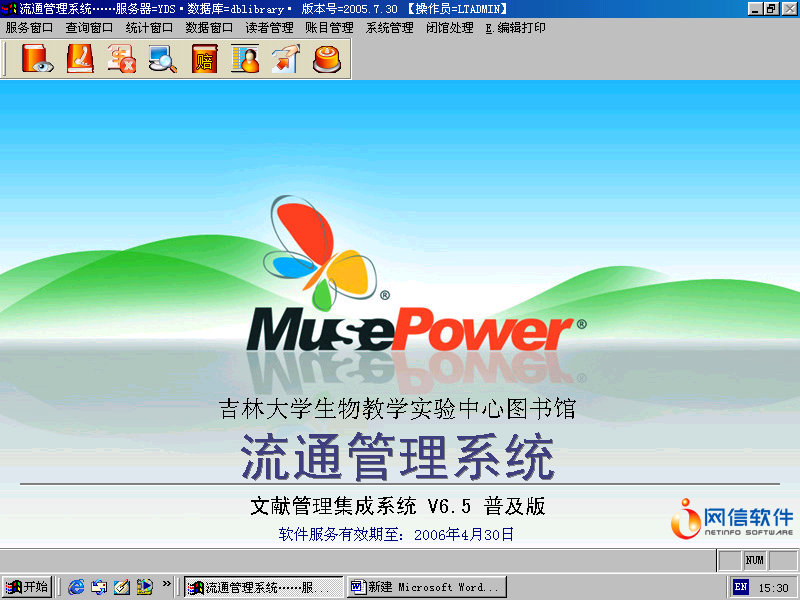 流通管理系统……服务器=YDS·数据库=dblibrary· 版本号=2005.7.30 【操作员=LTADMIN】
服务窗口 查询窗口 统计窗口 数据窗口 读者管理 账目管理 系统管理 闭馆处理 E.编辑打印
赔
MusePower®
吉林大学生物教学实验中心图书馆
流通管理系统
文献管理集成系统 V6.5 普及版
软件服务有效期至: 2006年4月30日
网信软件
NETINFO SOFTWARE
NUM
开始 流通管理系统……服... 新建 Microsoft Word... EN 15:30